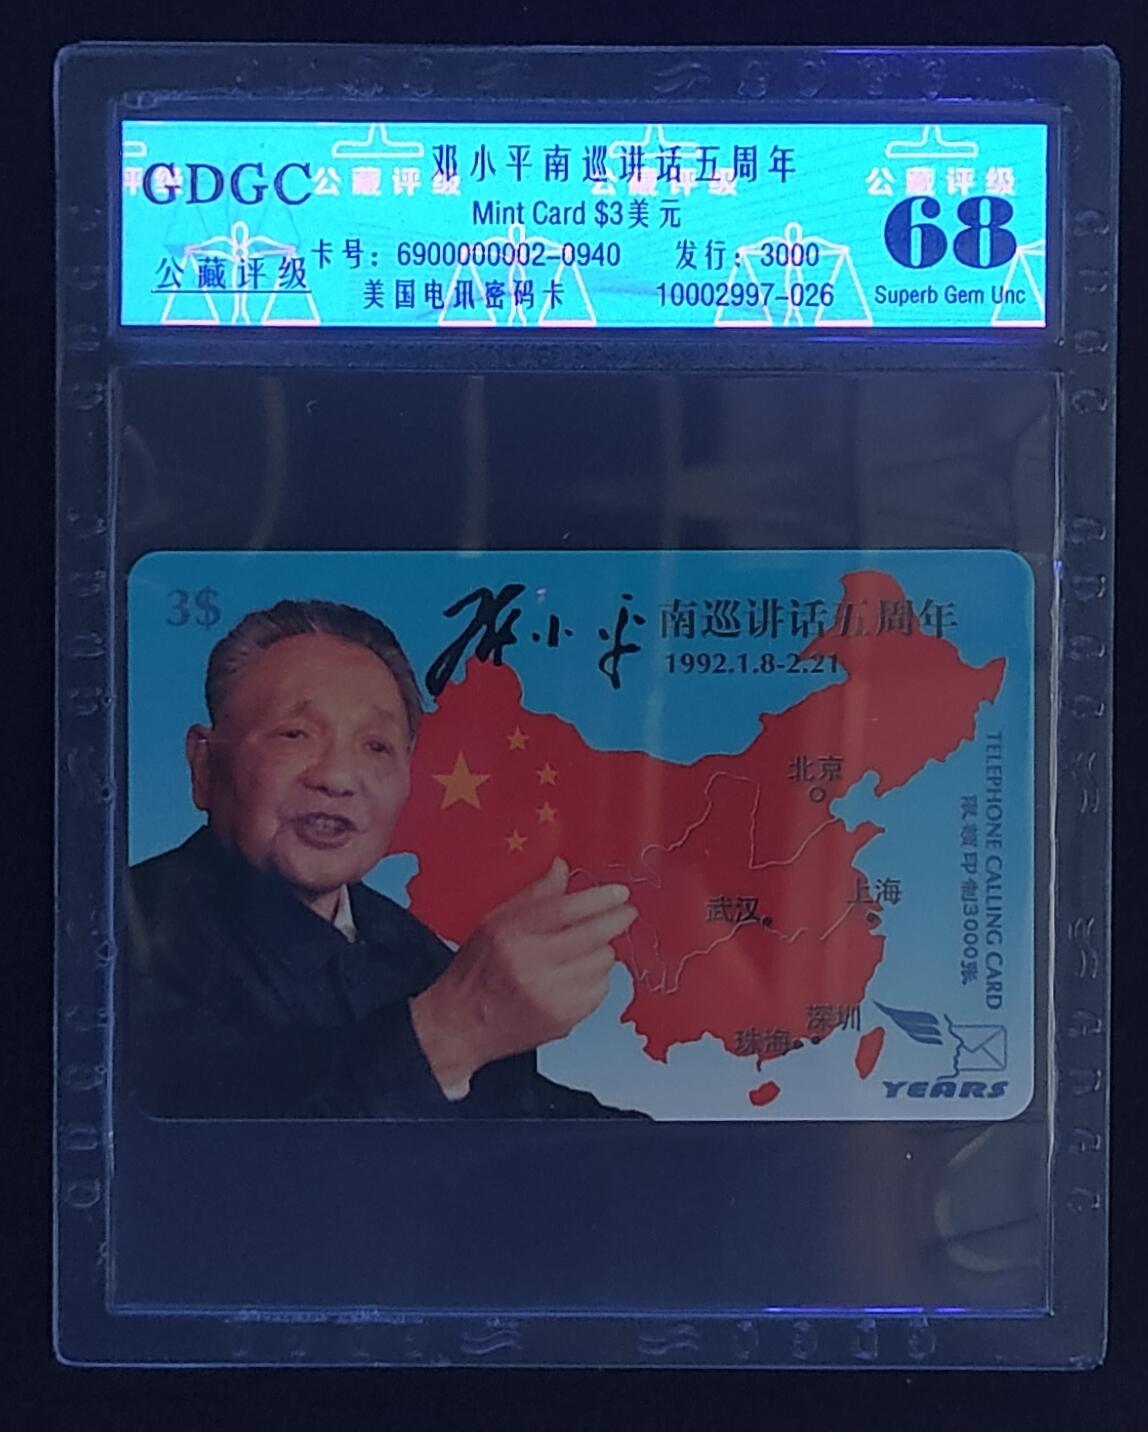 GDGC
公藏评级
邓小平南巡讲话五周年
Mint Card $3美元
卡号：6900000002-0940 发行：3000
美国电讯密码卡 10002997-026
68
Superb Gem Unc
公藏评级
公藏评级
公藏评级
3$
邓小平 南巡讲话五周年
1992.1.8-2.21
北京
上海
武汉
深圳
珠海
TELEPHONE CALLING CARD
限量印制3000张
YEARS